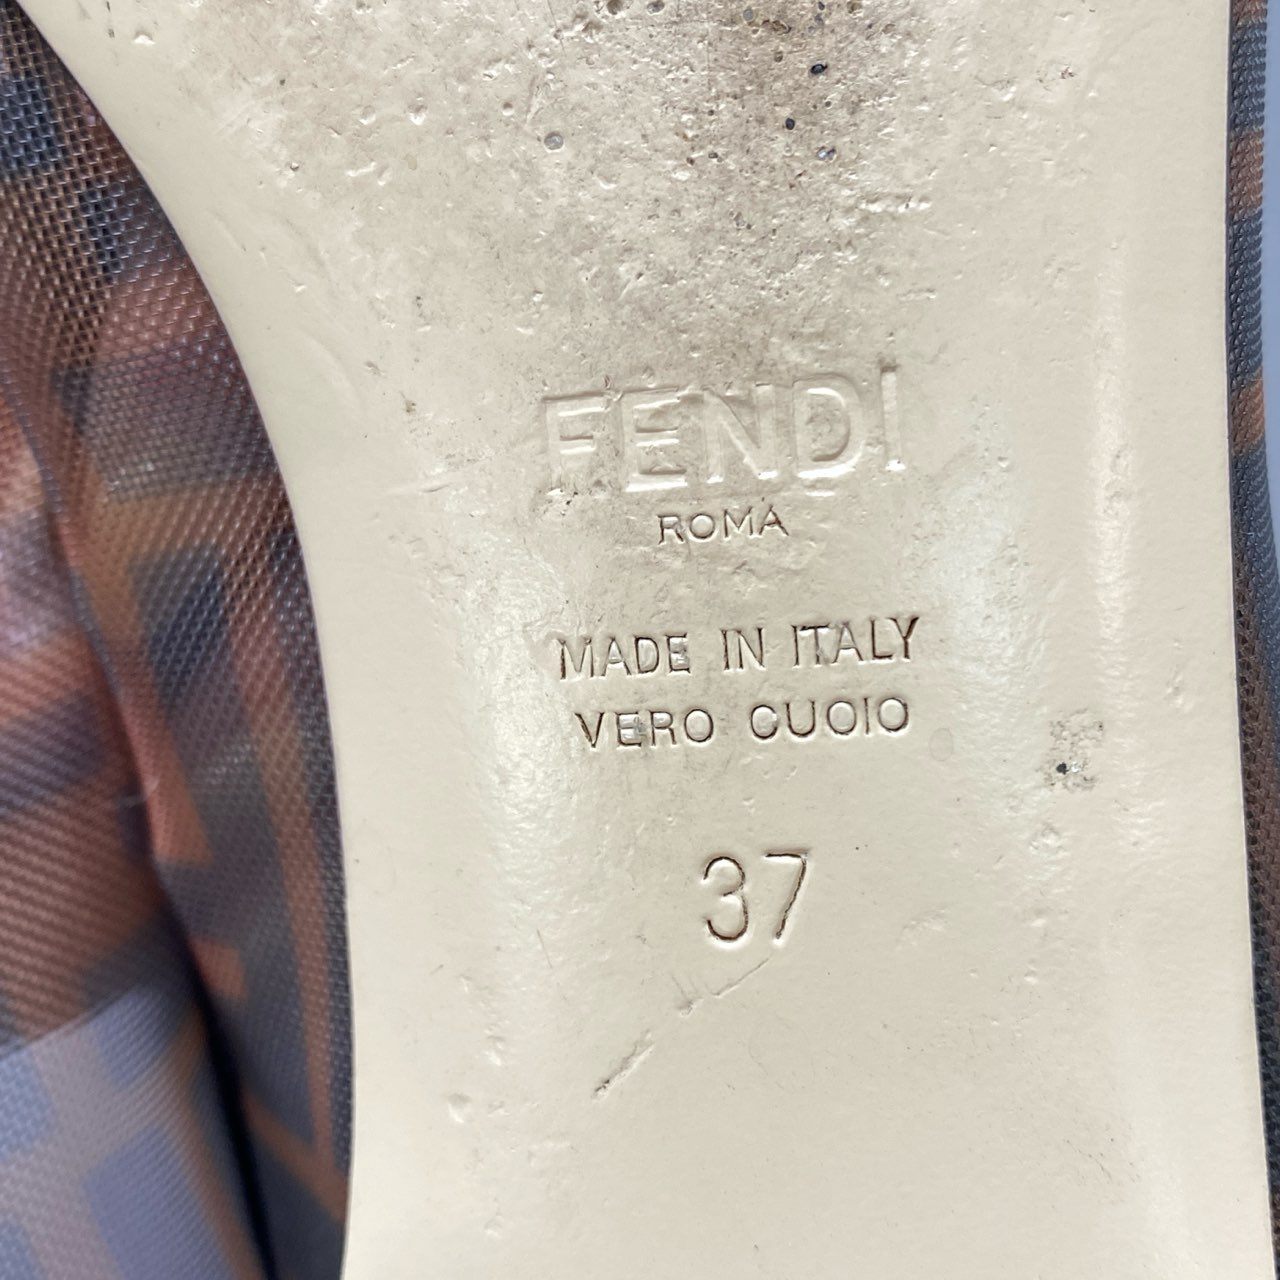 FENDI
ROMA
MADE IN ITALY
VERO CUOIO
37